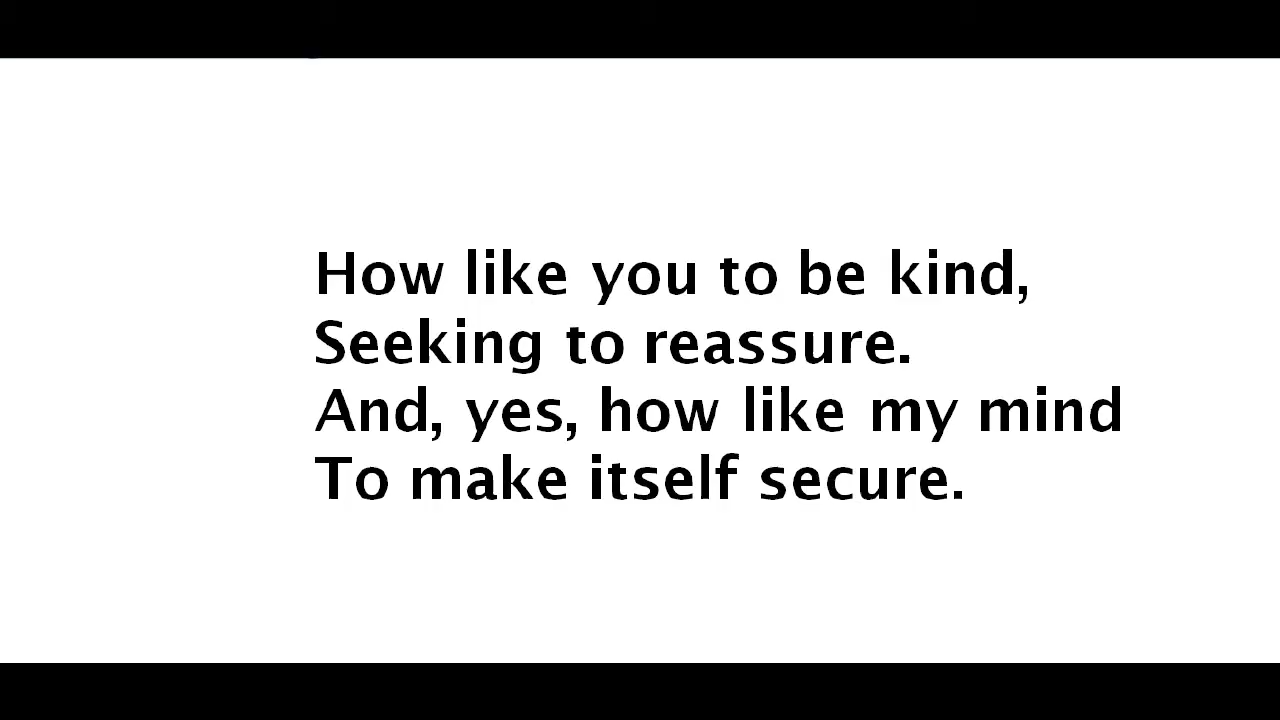 How like you to be kind,
Seeking to reassure.
And, yes, how like my mind
To make itself secure.